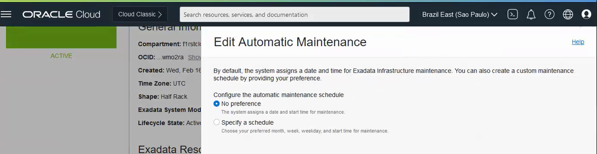 ORACLE Cloud
Cloud Classic >
Search resources, services, and documentation
Brazil East (Sao Paulo)
General
Compartment:
OCID: ...wmo2ra Show
Created: Wed, Feb 16
Time Zone: UTC
Shape: Half Rack
Exadata System Mod
Lifecycle State: Active
Exadata Reso
ACTIVE
Edit Automatic Maintenance
Help
By default, the system assigns a date and time for Exadata Infrastructure maintenance. You can also create a custom maintenance
schedule by providing your preference.
Configure the automatic maintenance schedule
No preference
The system assigns a date and start time for maintenance.
Specify a schedule
Choose your preferred month, week, weekday, and start time for maintenance.